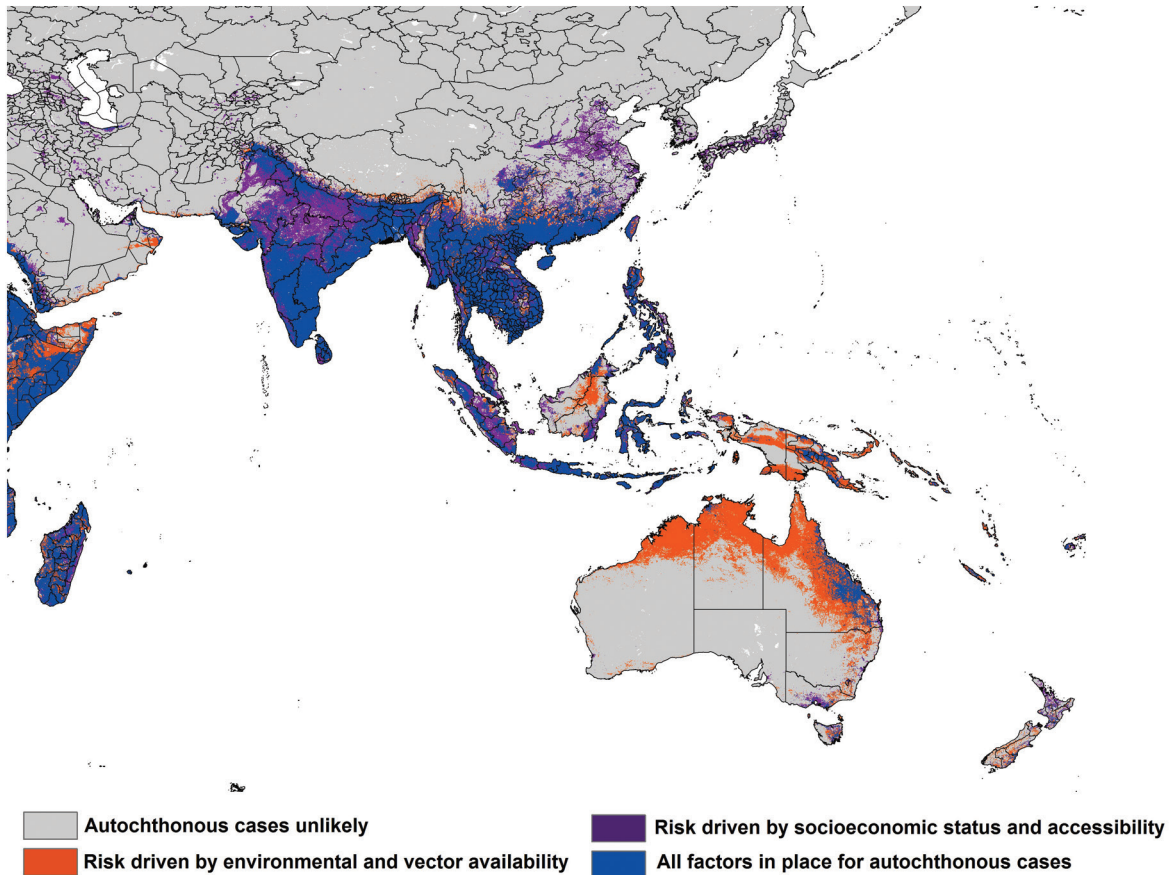 Autochthonous cases unlikely
Risk driven by environmental and vector availability
Risk driven by socioeconomic status and accessibility
All factors in place for autochthonous cases